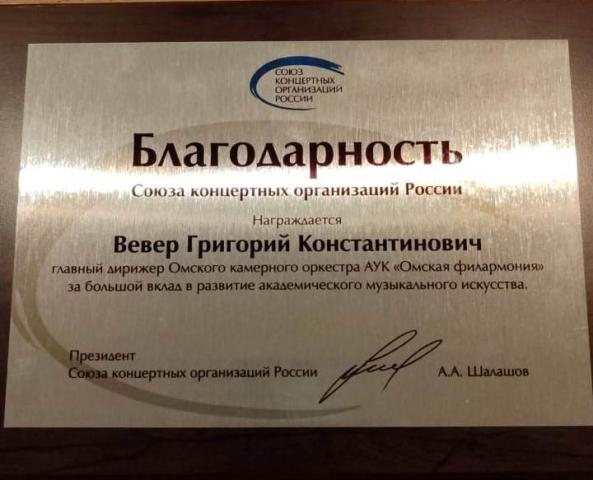 СОЮЗ
КОНЦЕРТНЫХ
ОРГАНИЗАЦИЙ
РОССИИ
Благодарность
Союза концертных организаций России
Награждается
Вевер Григорий Константинович
главный дирижер Омского камерного оркестра АУК «Омская филармония»
за большой вклад в развитие академического музыкального искусства.
Президент
Союза концертных организаций России
А.А. Шалашов